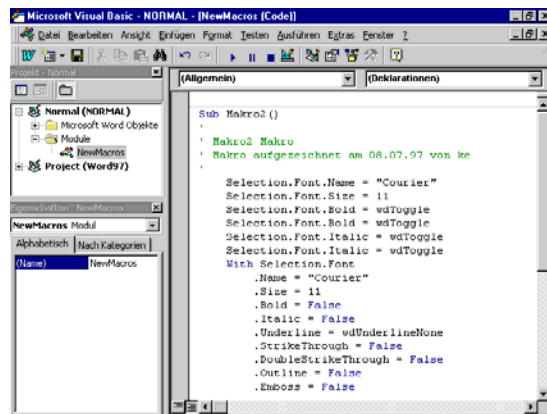 Microsoft Visual Basic - NORMAL - [NewMacros (Code)]
Datei Bearbeiten Ansicht Einfügen Format Testen Ausführen Extras Fenster ?
Projekt - Normal
Normal (NORMAL)
Microsoft Word Objekte
Module
NewMacros
Project (Word97)
Eigenschaften - NewMacros
NewMacros Modul
Alphabetisch Nach Kategorien
(Name) NewMacros
(Allgemein) (Deklarationen)
Sub Makro2()
'
' Makro2 Makro
' Makro aufgezeichnet am 08.07.97 von ke
'
Selection.Font.Name = "Courier"
Selection.Font.Size = 11
Selection.Font.Bold = wdToggle
Selection.Font.Bold = wdToggle
Selection.Font.Italic = wdToggle
Selection.Font.Italic = wdToggle
With Selection.Font
.Name = "Courier"
.Size = 11
.Bold = False
.Italic = False
.Underline = wdUnderlineNone
.StrikeThrough = False
.DoubleStrikeThrough = False
.Outline = False
.Emboss = False